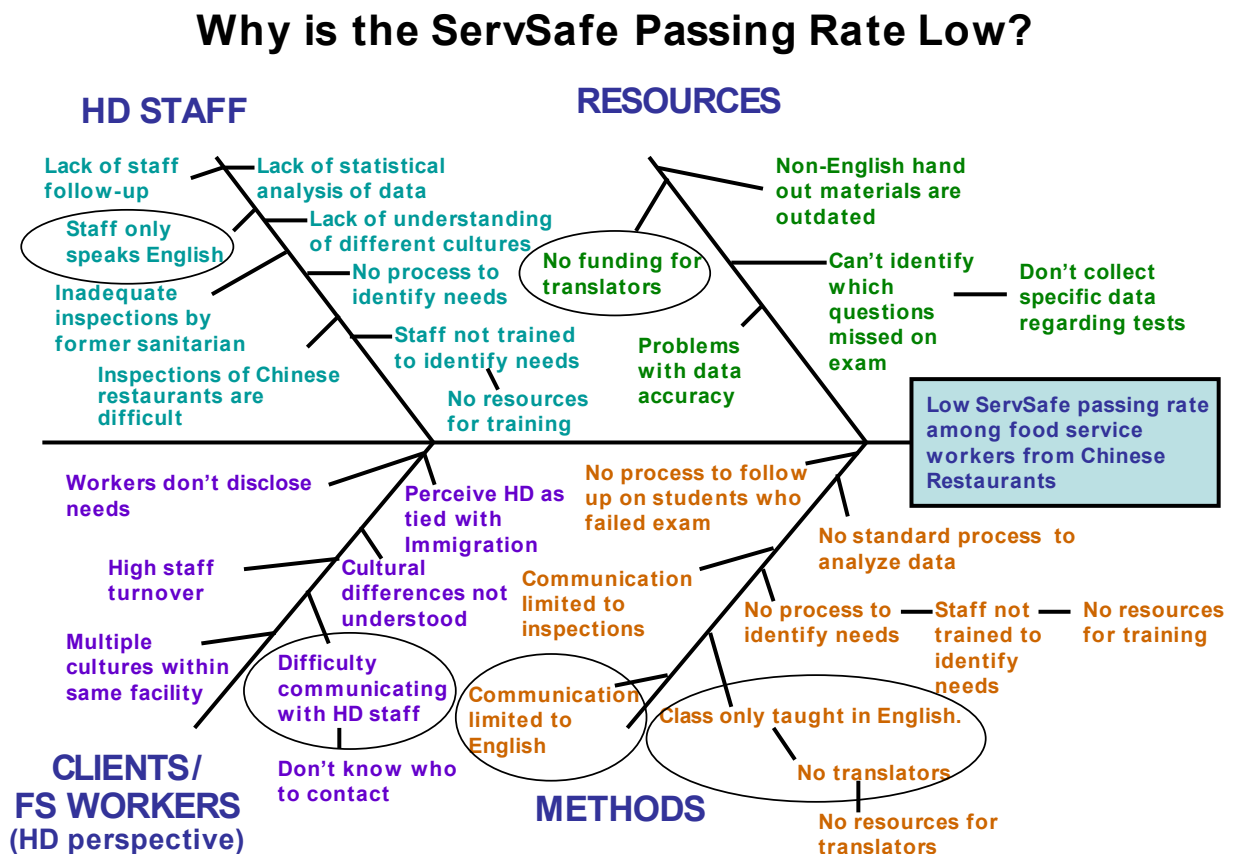 Why is the ServSafe Passing Rate Low?
HD STAFF
Lack of staff
follow-up
Lack of statistical
analysis of data
Staff only
speaks English
Lack of understanding
of different cultures
No process to
identify needs
Inadequate
inspections by
former sanitarian
Staff not trained
to identify needs
Inspections of Chinese
restaurants are
difficult
No resources
for training
RESOURCES
Non-English hand
out materials are
outdated
No funding for
translators
Can't identify
which
questions
missed on
exam
Don't collect
specific data
regarding tests
Problems
with data
accuracy
Low ServSafe passing rate
among food service
workers from Chinese
Restaurants
Workers don't disclose
needs
Perceive HD as
tied with
Immigration
High staff
turnover
Cultural
differences not
understood
Multiple
cultures within
same facility
Difficulty
communicating
with HD staff
Don't know who
to contact
CLIENTS/
FS WORKERS
(HD perspective)
No process to follow
up on students who
failed exam
No standard process to
analyze data
Communication
limited to
inspections
No process to
identify needs
Staff not
trained to
identify
needs
No resources
for training
Communication
limited to
English
Class only taught in English.
No translators
No resources for
translators
METHODS